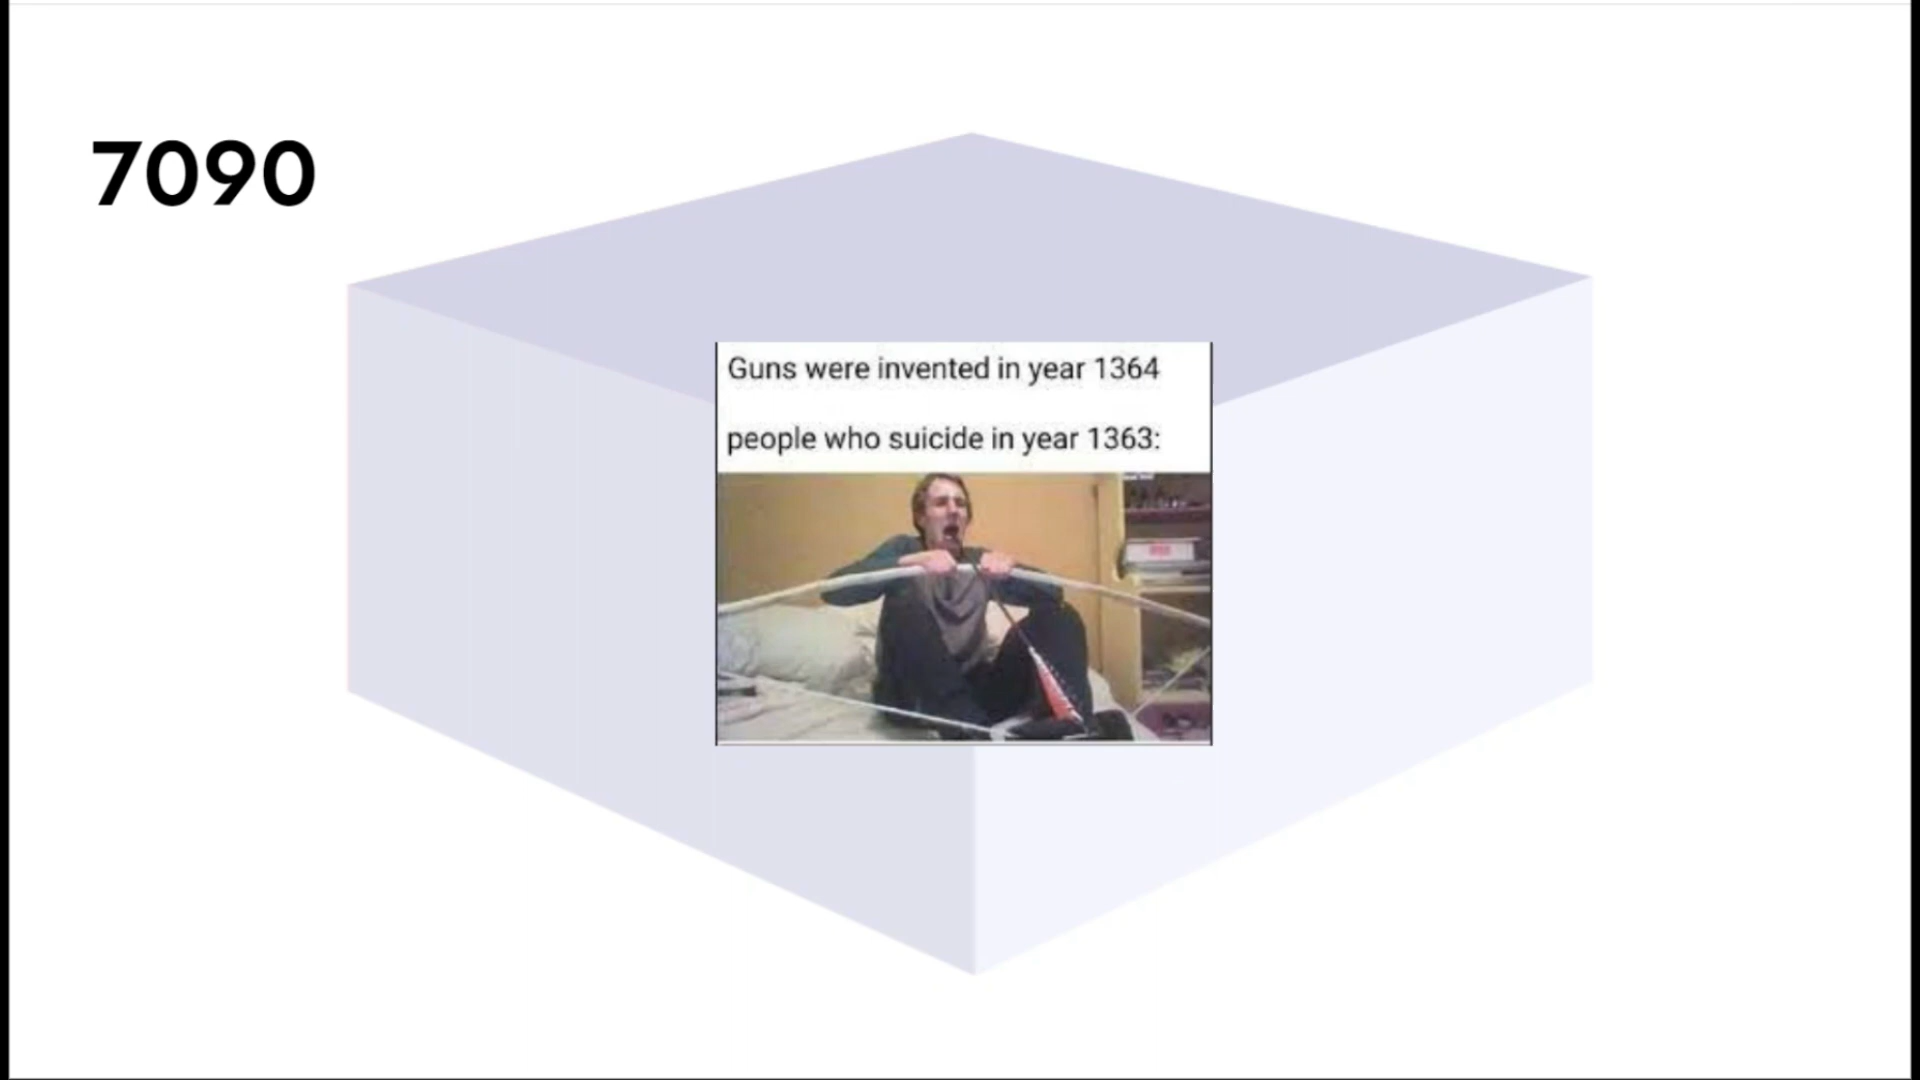 7090
Guns were invented in year 1364
people who suicide in year 1363: